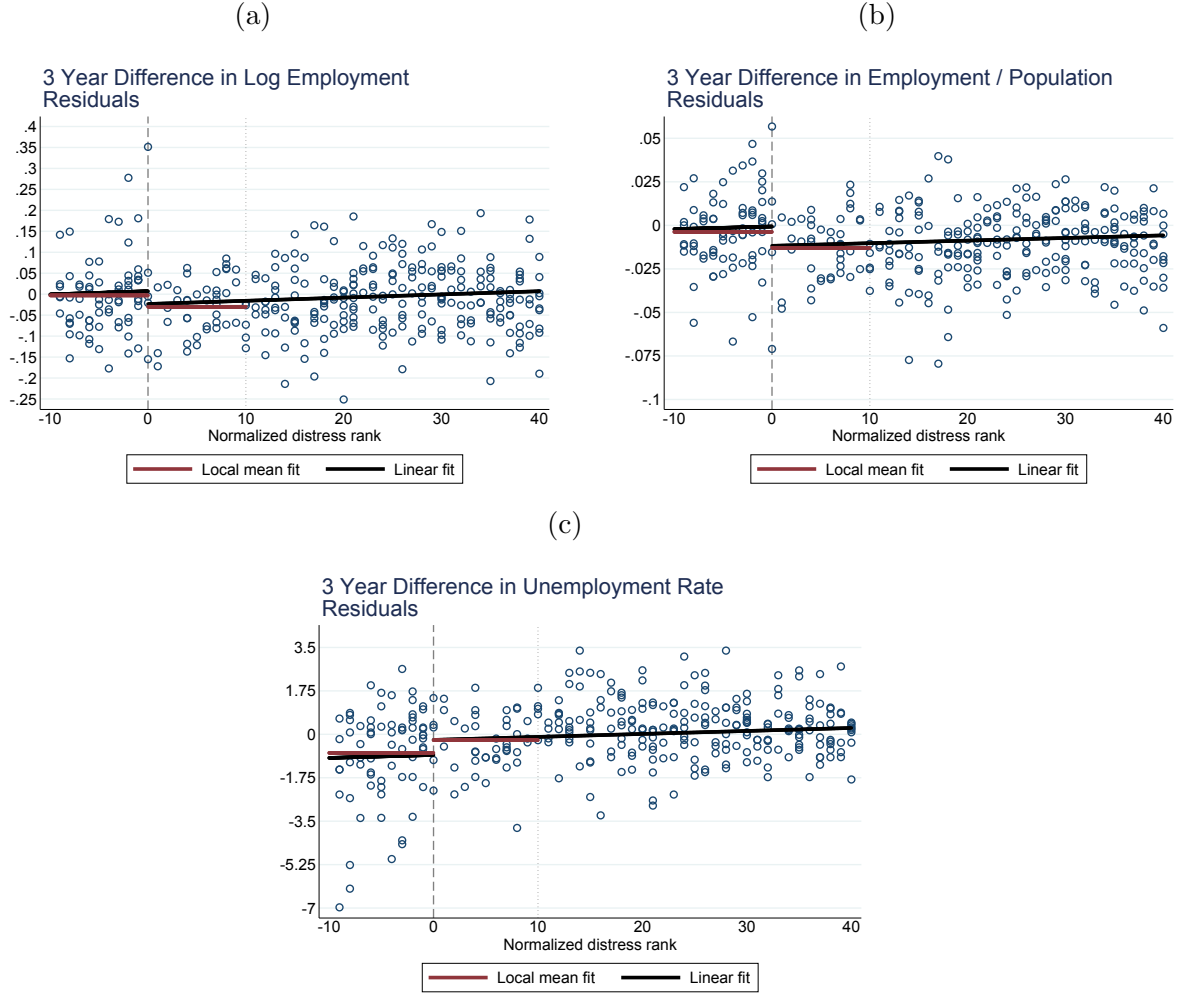 (a)
3 Year Difference in Log Employment
Residuals
.4
.35
.3
.25
.2
.15
.1
.05
0
-.05
-.1
-.15
-.2
-.25
-10 0 10 20 30 40
Normalized distress rank
Local mean fit Linear fit
(b)
3 Year Difference in Employment / Population
Residuals
.05
.025
0
-.025
-.05
-.075
-.1
-10 0 10 20 30 40
Normalized distress rank
Local mean fit Linear fit
(c)
3 Year Difference in Unemployment Rate
Residuals
3.5
1.75
0
-1.75
-3.5
-5.25
-7
-10 0 10 20 30 40
Normalized distress rank
Local mean fit Linear fit